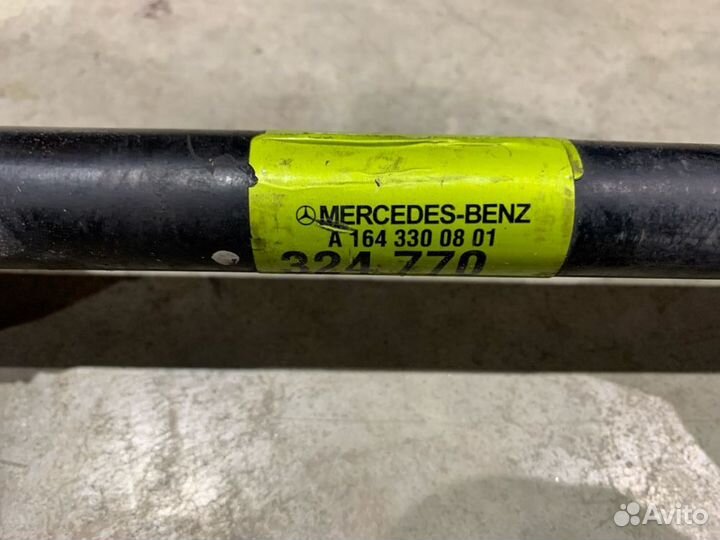 MERCEDES-BENZ
A 164 330 08 01
324 770
Avito